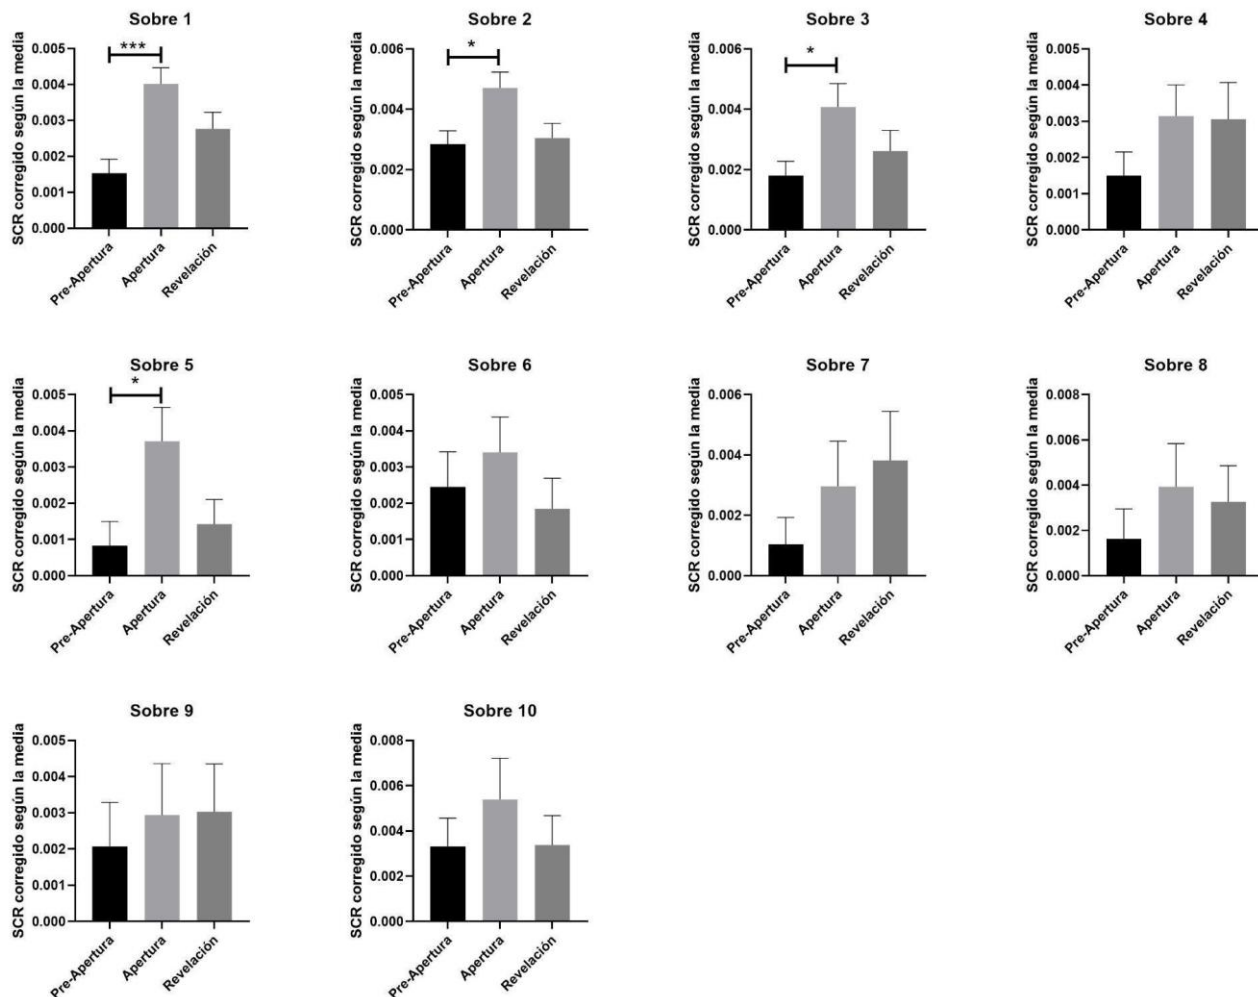 Sobre 1
SCR corregido según la media
0.005
0.004
0.003
0.002
0.001
0.000
***
Pre-Apertura
Apertura
Revelación
Sobre 2
SCR corregido según la media
0.006
0.004
0.002
0.000
*
Pre-Apertura
Apertura
Revelación
Sobre 3
SCR corregido según la media
0.006
0.004
0.002
0.000
*
Pre-Apertura
Apertura
Revelación
Sobre 4
SCR corregido según la media
0.005
0.004
0.003
0.002
0.001
0.000
Pre-Apertura
Apertura
Revelación
Sobre 5
SCR corregido según la media
0.005
0.004
0.003
0.002
0.001
0.000
*
Pre-Apertura
Apertura
Revelación
Sobre 6
SCR corregido según la media
0.005
0.004
0.003
0.002
0.001
0.000
Pre-Apertura
Apertura
Revelación
Sobre 7
SCR corregido según la media
0.006
0.004
0.002
0.000
Pre-Apertura
Apertura
Revelación
Sobre 8
SCR corregido según la media
0.008
0.006
0.004
0.002
0.000
Pre-Apertura
Apertura
Revelación
Sobre 9
SCR corregido según la media
0.005
0.004
0.003
0.002
0.001
0.000
Pre-Apertura
Apertura
Revelación
Sobre 10
SCR corregido según la media
0.008
0.006
0.004
0.002
0.000
Pre-Apertura
Apertura
Revelación